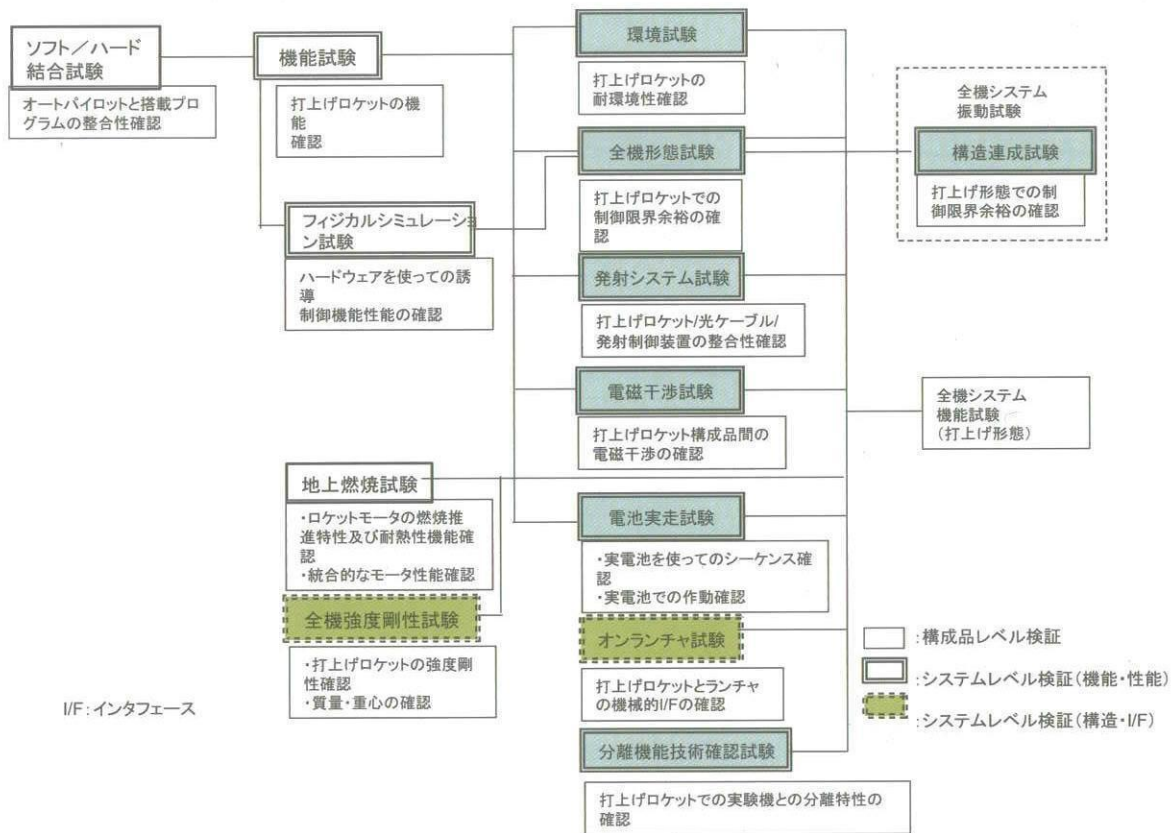 ソフト／ハード
結合試験
オートパイロットと搭載プロ
グラムの整合性確認
機能試験
打上げロケットの機
能
確認
フィジカルシミュレーショ
ン試験
ハードウェアを使っての誘
導
制御機能性能の確認
地上燃焼試験
・ロケットモータの燃焼推
進特性及び耐熱性機能確
認
・統合的なモータ性能確認
全機強度剛性試験
・打上げロケットの強度剛
性確認
・質量・重心の確認
I/F：インタフェース
環境試験
打上げロケットの
耐環境性確認
全機形態試験
打上げロケットでの
制御限界余裕の確
認
発射システム試験
打上げロケット/光ケーブル/
発射制御装置の整合性確認
電磁干渉試験
打上げロケット構成品間の
電磁干渉の確認
電池実走試験
・実電池を使ってのシーケンス確
認
・実電池での作動確認
オンランチャ試験
打上げロケットとランチャ
の機械的I/Fの確認
分離機能技術確認試験
打上げロケットでの実験機との分離特性の
確認
全機システム
振動試験
構造連成試験
打上げ形態での制
御限界余裕の確認
全機システム
機能試験
（打上げ形態）
：構成品レベル検証
：システムレベル検証（機能・性能）
：システムレベル検証（構造・I/F）